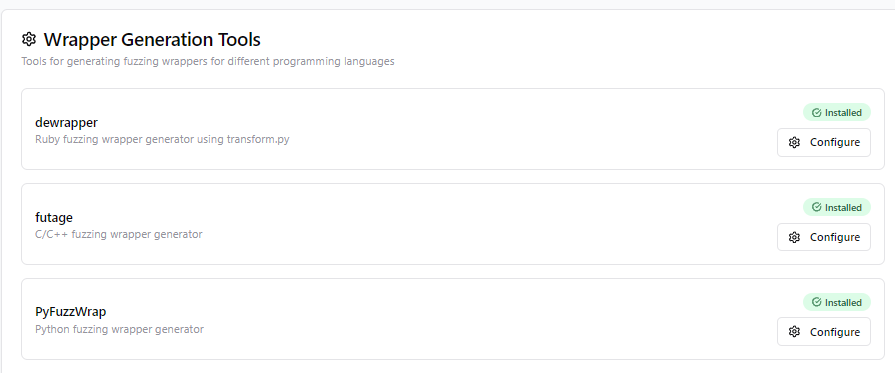 Wrapper Generation Tools
Tools for generating fuzzing wrappers for different programming languages
dewrapper
Ruby fuzzing wrapper generator using transform.py
Installed
Configure
futage
C/C++ fuzzing wrapper generator
Installed
Configure
PyFuzzWrap
Python fuzzing wrapper generator
Installed
Configure